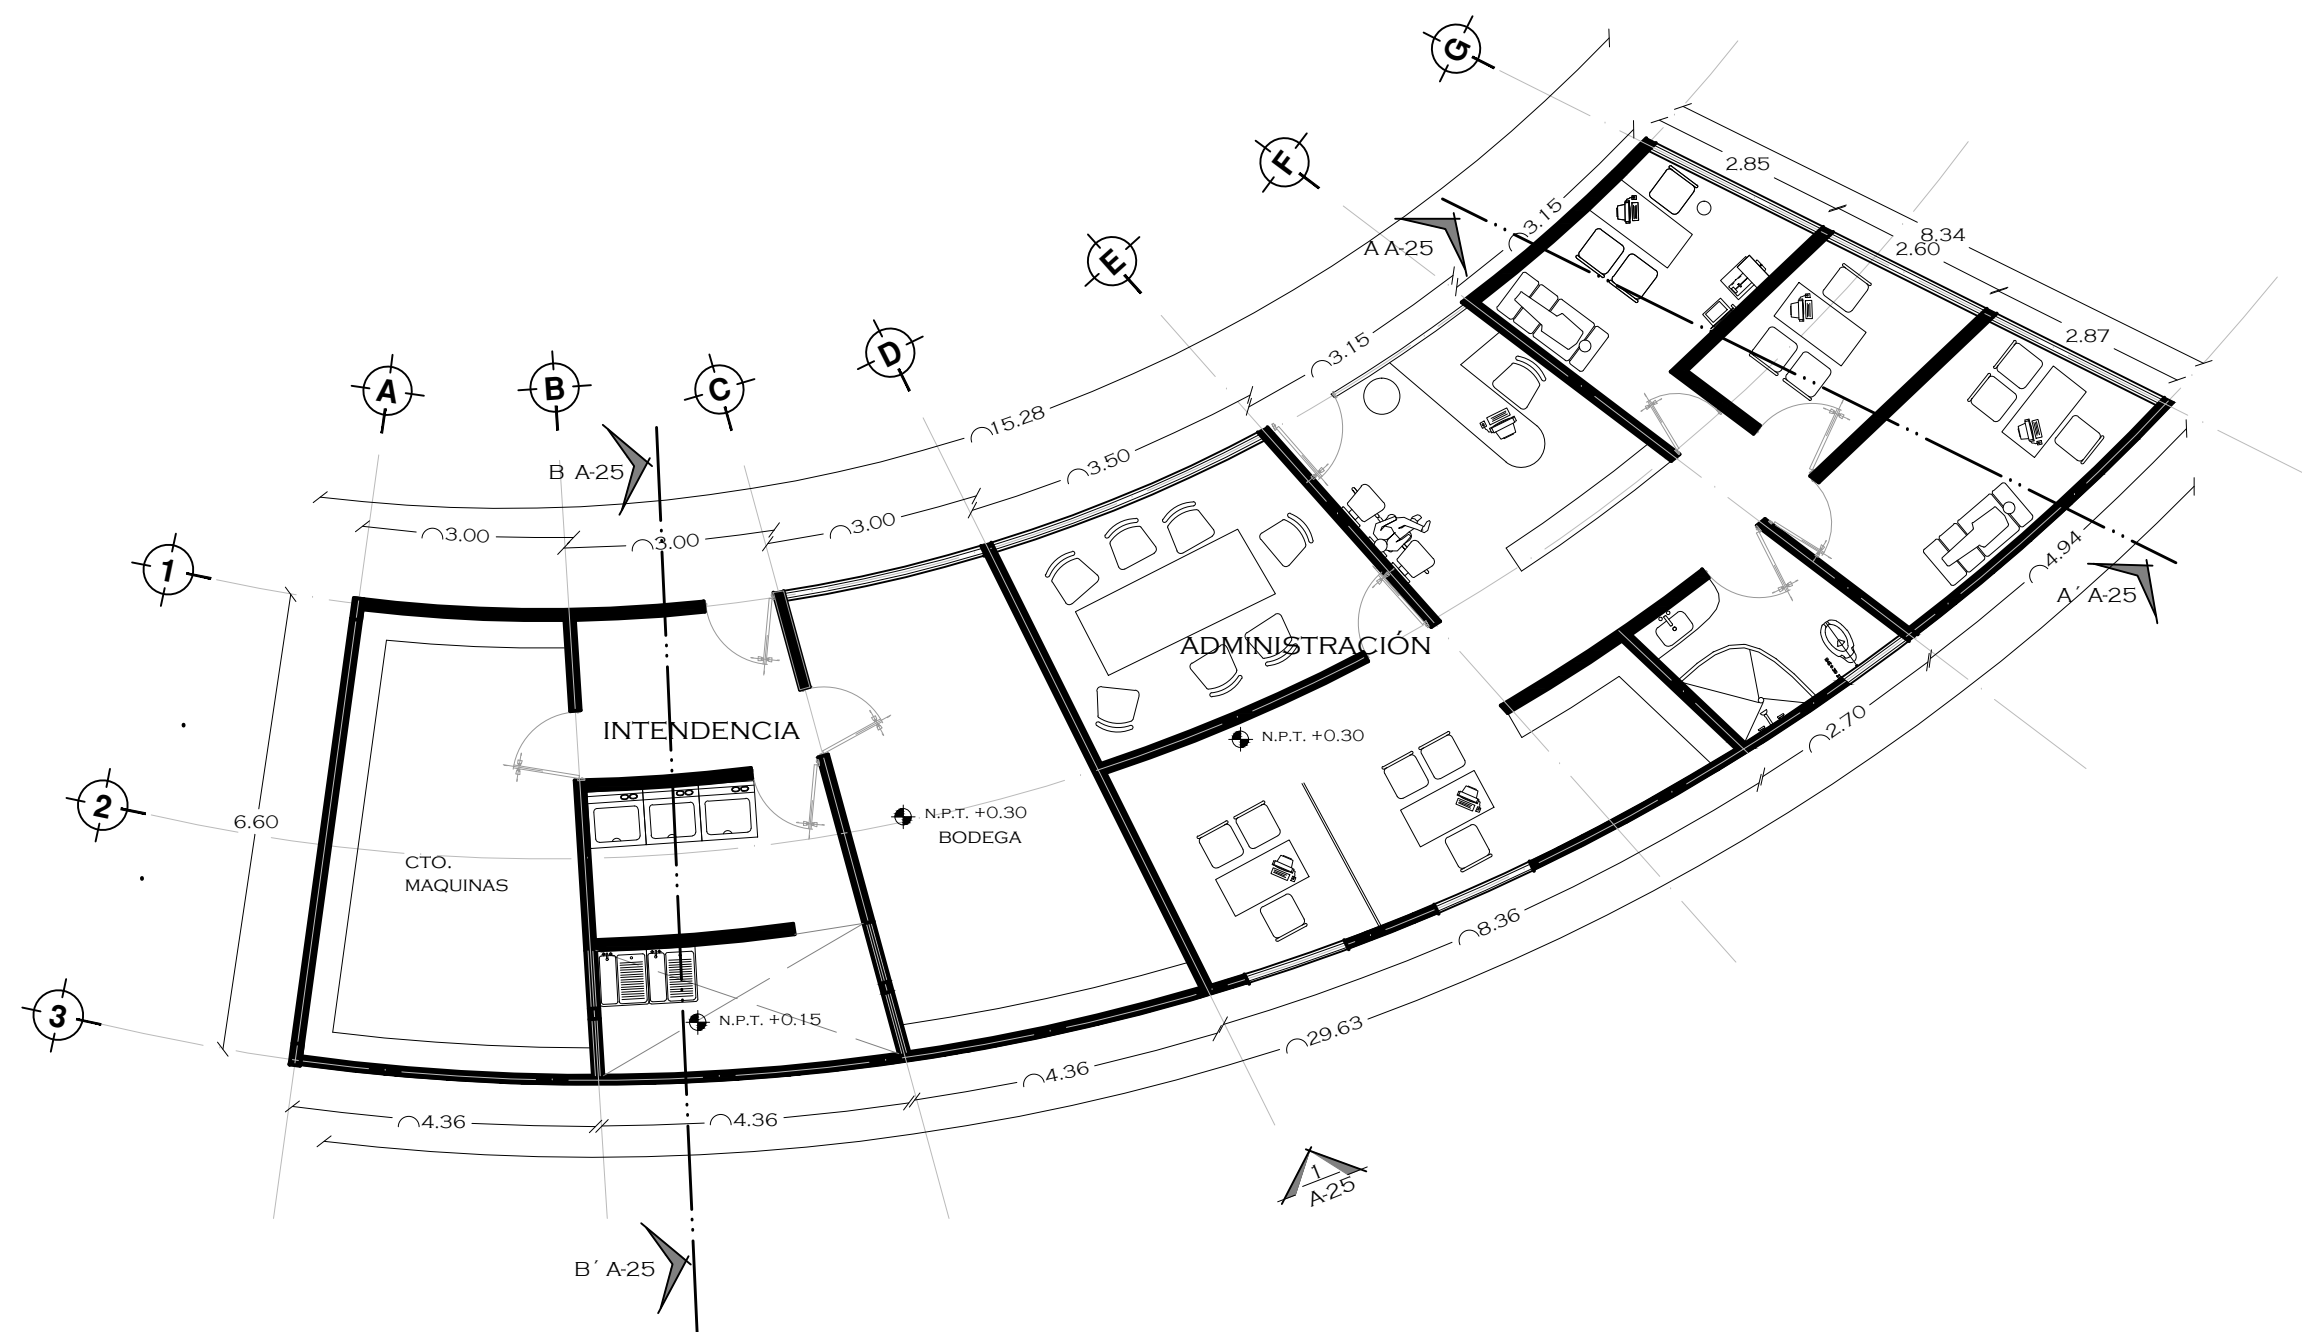 G
2.85
F
3.15
8.34
A A-25
2.60
E
2.87
D
3.15
A
B
C
15.28
3.50
B A-25
3.00
3.00
3.00
4.94
1
A´ A-25
ADMINISTRACIÓN
INTENDENCIA
N.P.T. +0.30
2.70
2
6.60
N.P.T. +0.30
BODEGA
CTO.
MAQUINAS
8.36
3
N.P.T. +0.15
29.63
4.36
4.36
4.36
1
A-25
B´ A-25